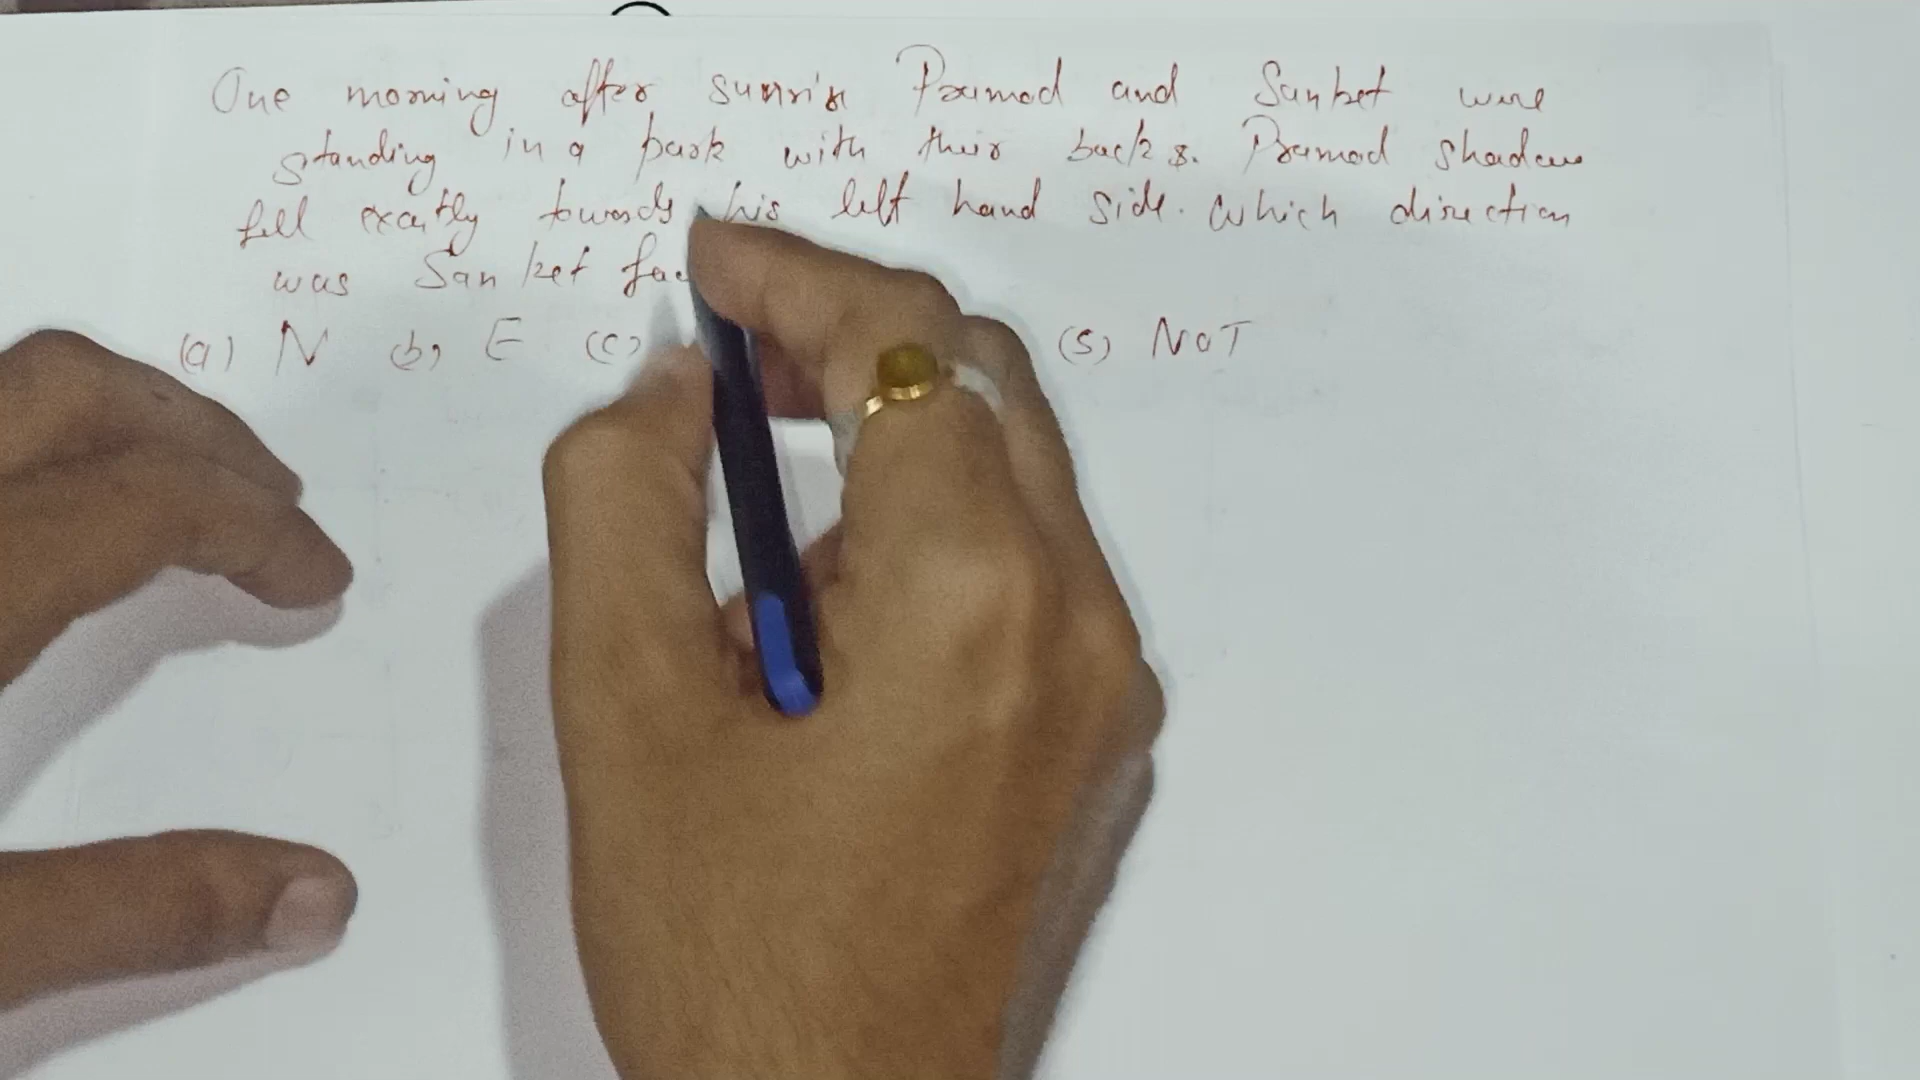 One morning after sunrise Pramod and Sanket were
standing in a park with their backs. Pramod shadow
fell exactly towards his left hand side. Which direction
was Sanket fac
(a) N (b) E (c) (5) NOT